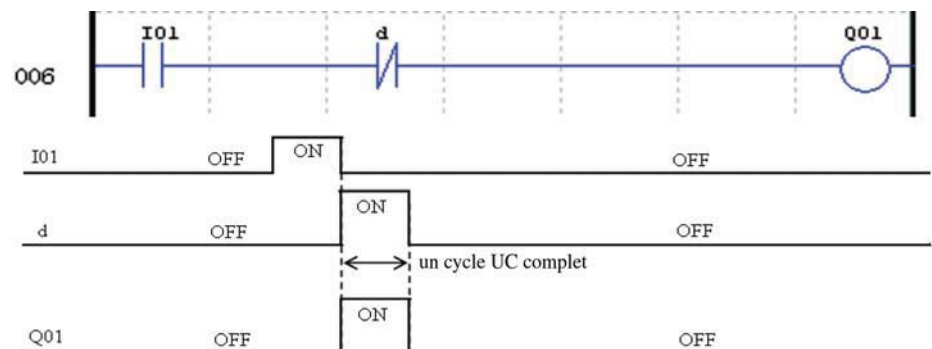 I01 d Q01
006
I01 OFF ON OFF
ON
d OFF OFF
un cycle UC complet
ON
Q01 OFF OFF